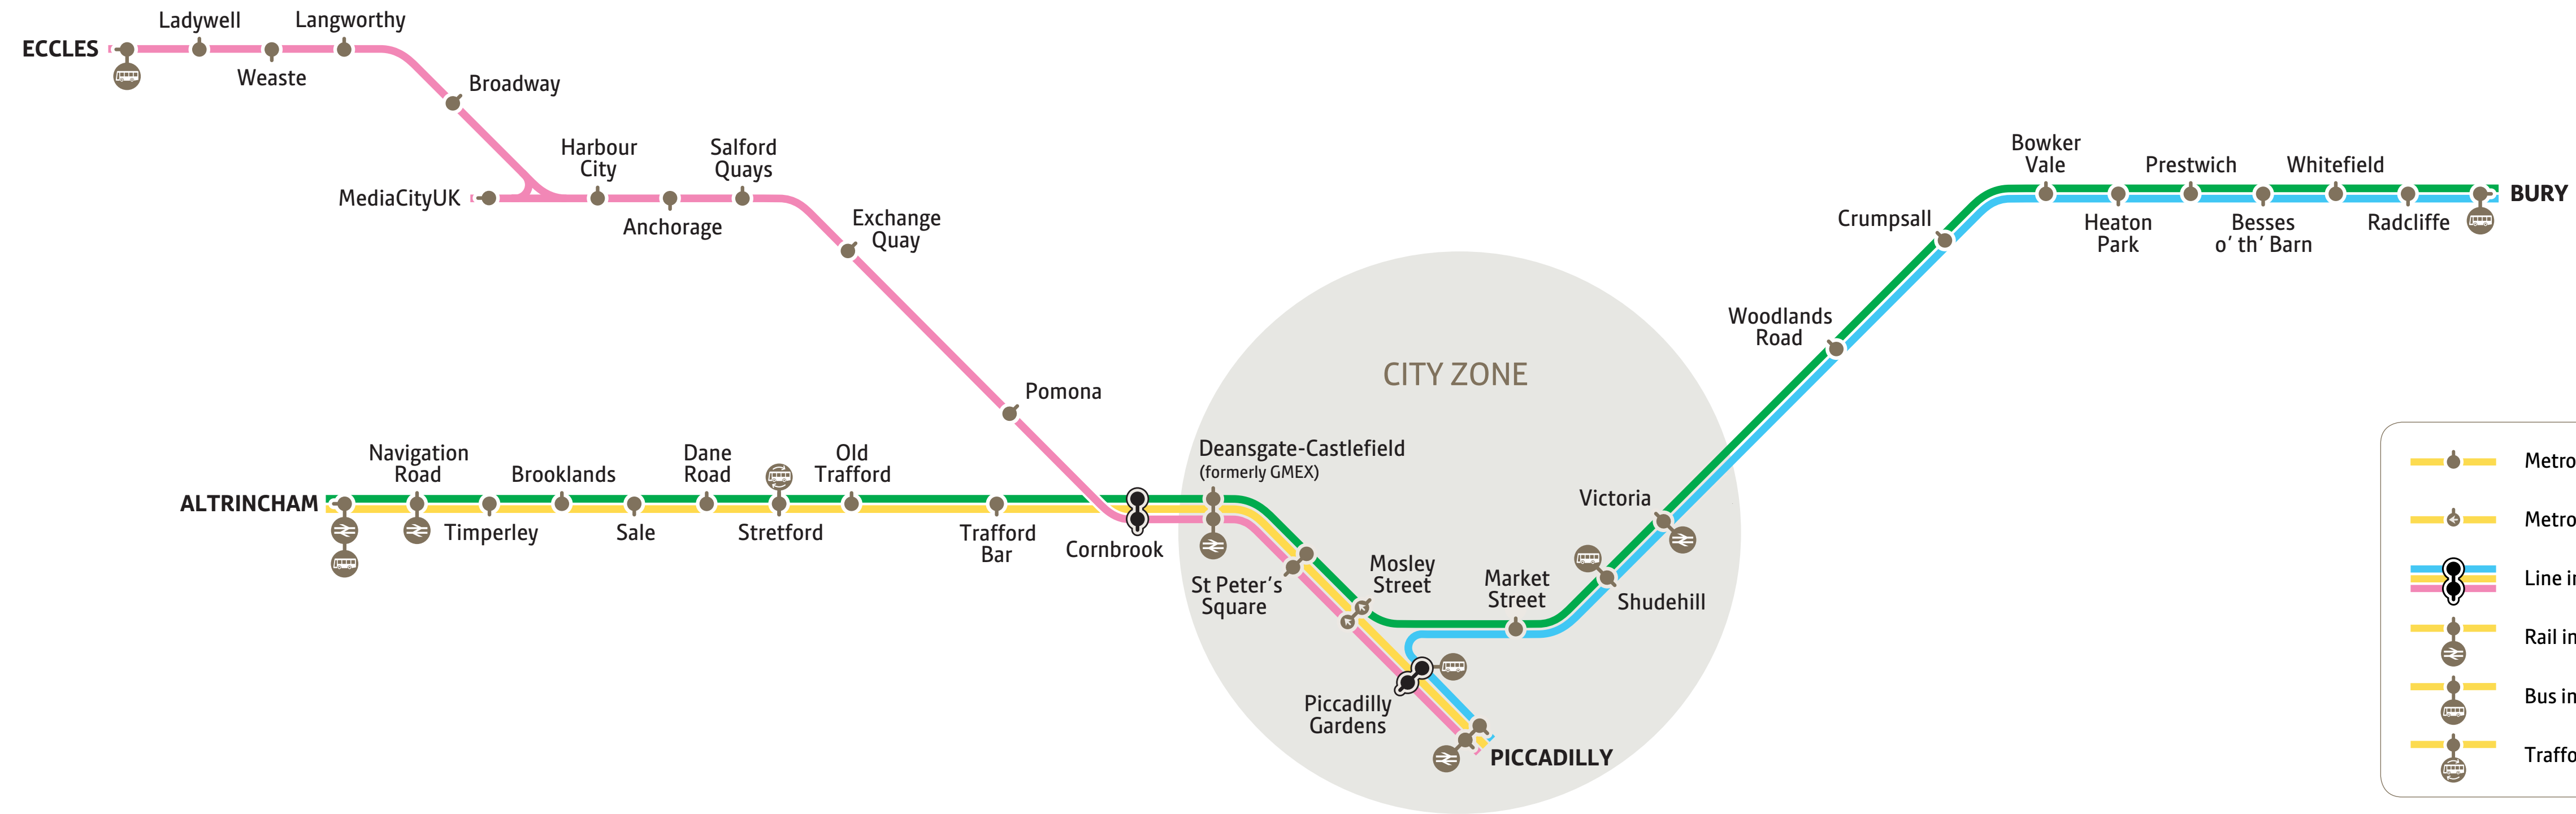 Ladywell
Langworthy
ECCLES
Weaste
Broadway
Harbour
City
Salford
Quays
MediaCityUK
Anchorage
Exchange
Quay
Pomona
Navigation
Road
Brooklands
Dane
Road
Old
Trafford
ALTRINCHAM
Timperley
Sale
Stretford
Trafford
Bar
Cornbrook
CITY ZONE
Deansgate-Castlefield
(formerly GMEX)
St Peter's
Square
Mosley
Street
Market
Street
Victoria
Shudehill
Piccadilly
Gardens
PICCADILLY
Woodlands
Road
Crumpsall
Bowker
Vale
Prestwich
Whitefield
BURY
Heaton
Park
Besses
o' th' Barn
Radcliffe
Metro
Metro
Line in
Rail in
Bus in
Traffo